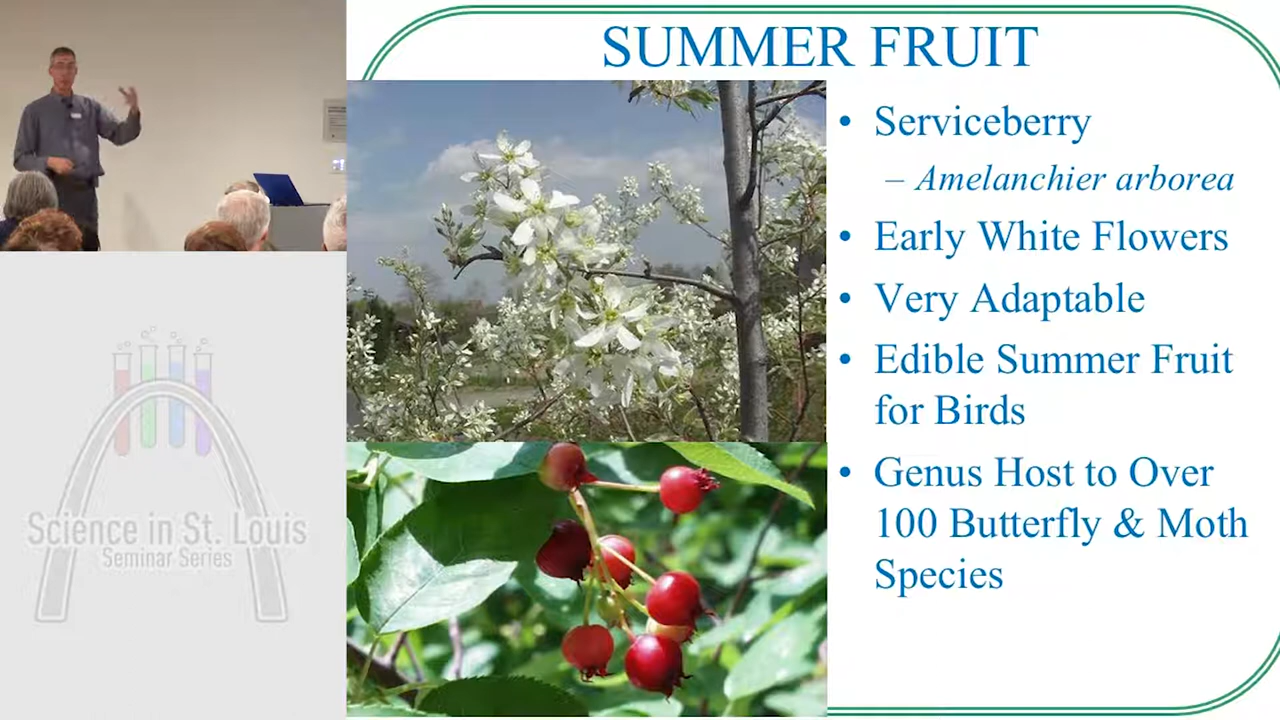 SUMMER FRUIT
• Serviceberry
– Amelanchier arborea
• Early White Flowers
• Very Adaptable
• Edible Summer Fruit
for Birds
• Genus Host to Over
100 Butterfly & Moth
Species
Science in St. Louis
Seminar Series